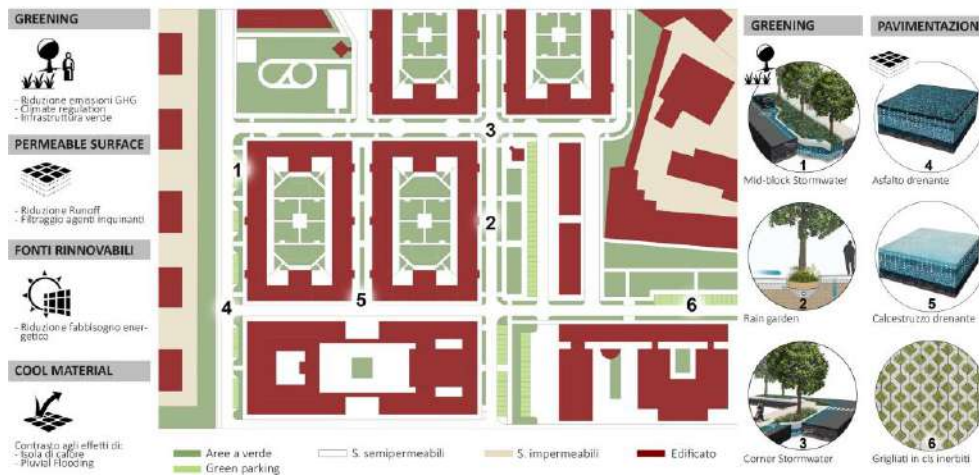 GREENING
- Riduzione emissioni GHG
- Climate regulation
- Infrastruttura verde
PERMEABLE SURFACE
- Riduzione Runoff
- Filtraggio agenti inquinanti
FONTI RINNOVABILI
- Riduzione fabbisogno ener-
getico
COOL MATERIAL
Contrasto agli effetti di:
- Isola di calore
- Pluvial Flooding
3
1
2
4
5
6
Aree a verde
S. semipermeabili
S. impermeabili
Edificato
Green parking
GREENING
1
Mid-block Stormwater
2
Rain garden
3
Corner Stormwater
PAVIMENTAZION
4
Asfalto drenante
5
Calcestruzzo drenante
6
Grigliati in cls inerbiti